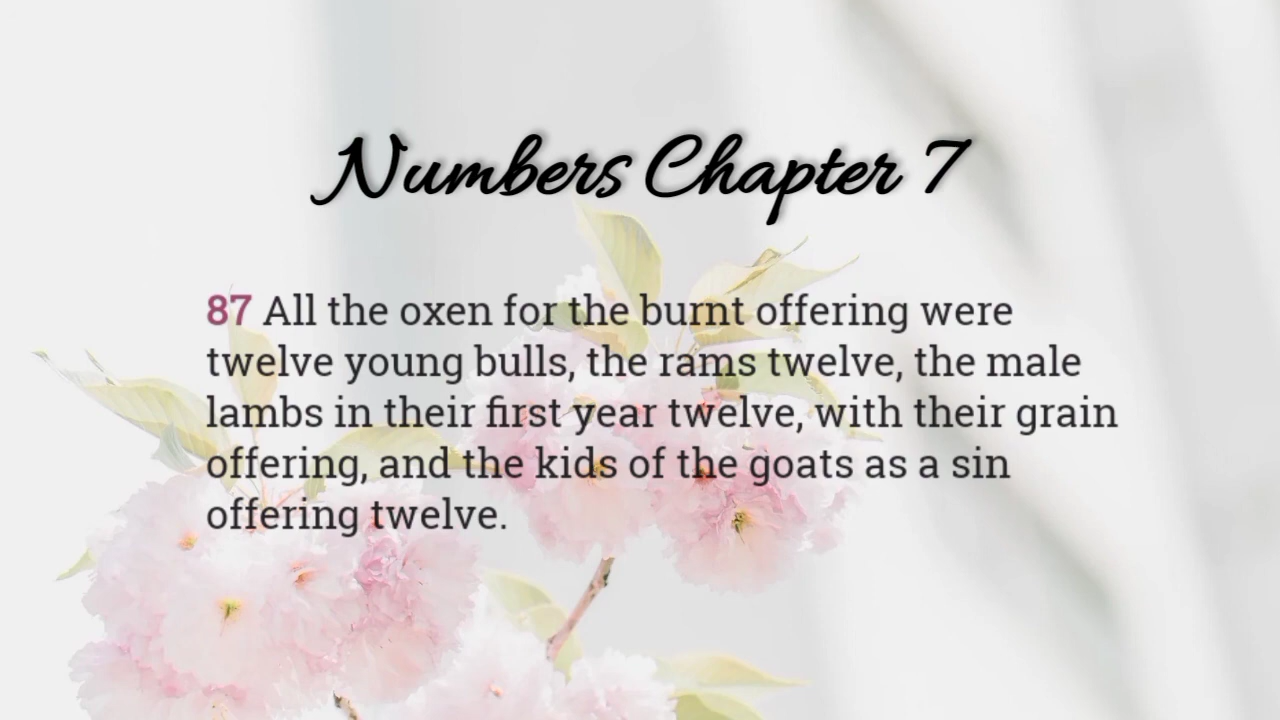 Numbers Chapter 7
87 All the oxen for the burnt offering were
twelve young bulls, the rams twelve, the male
lambs in their first year twelve, with their grain
offering, and the kids of the goats as a sin
offering twelve.